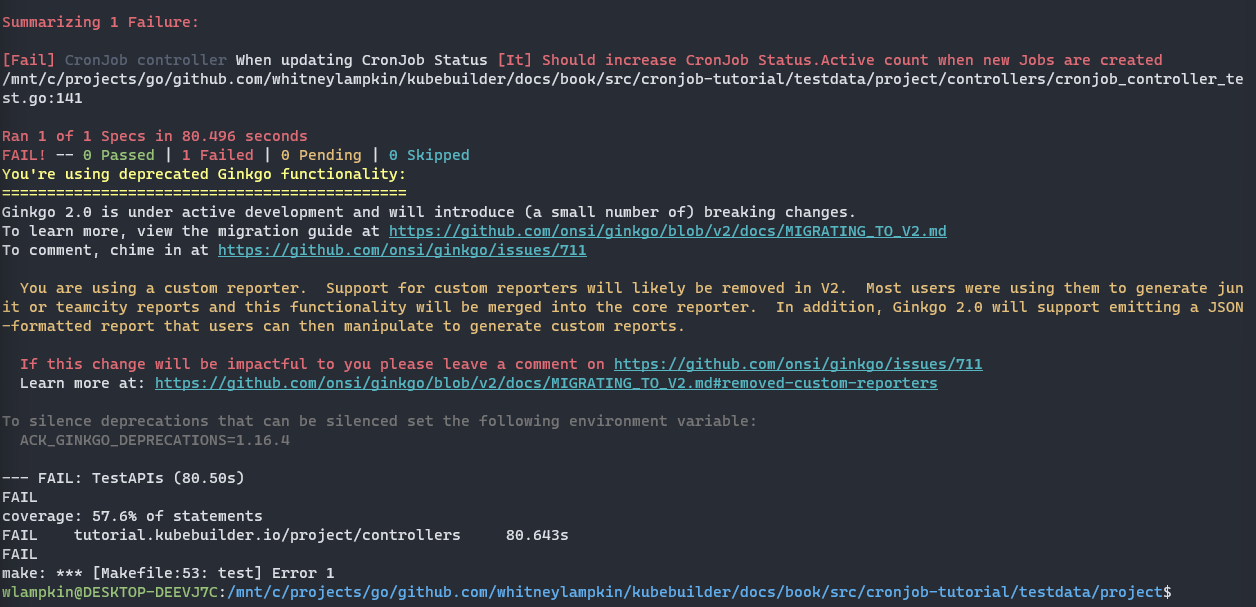 Summarizing 1 Failure:
[Fail] CronJob controller When updating CronJob Status [It] Should increase CronJob Status.Active count when new Jobs are created
/mnt/c/projects/go/github.com/whitneylampkin/kubebuilder/docs/book/src/cronjob-tutorial/testdata/project/controllers/cronjob_controller_te
st.go:141
Ran 1 of 1 Specs in 80.496 seconds
FAIL! -- 0 Passed | 1 Failed | 0 Pending | 0 Skipped
You're using deprecated Ginkgo functionality:
=============================================
Ginkgo 2.0 is under active development and will introduce (a small number of) breaking changes.
To learn more, view the migration guide at https://github.com/onsi/ginkgo/blob/v2/docs/MIGRATING_TO_V2.md
To comment, chime in at https://github.com/onsi/ginkgo/issues/711
You are using a custom reporter.  Support for custom reporters will likely be removed in V2.  Most users were using them to generate jun
it or teamcity reports and this functionality will be merged into the core reporter.  In addition, Ginkgo 2.0 will support emitting a JSON
-formatted report that users can then manipulate to generate custom reports.
If this change will be impactful to you please leave a comment on https://github.com/onsi/ginkgo/issues/711
Learn more at: https://github.com/onsi/ginkgo/blob/v2/docs/MIGRATING_TO_V2.md#removed-custom-reporters
To silence deprecations that can be silenced set the following environment variable:
ACK_GINKGO_DEPRECATIONS=1.16.4
--- FAIL: TestAPIs (80.50s)
FAIL
coverage: 57.6% of statements
FAIL    tutorial.kubebuilder.io/project/controllers     80.643s
FAIL
make: *** [Makefile:53: test] Error 1
wlampkin@DESKTOP-DEEVJ7C:/mnt/c/projects/go/github.com/whitneylampkin/kubebuilder/docs/book/src/cronjob-tutorial/testdata/project$